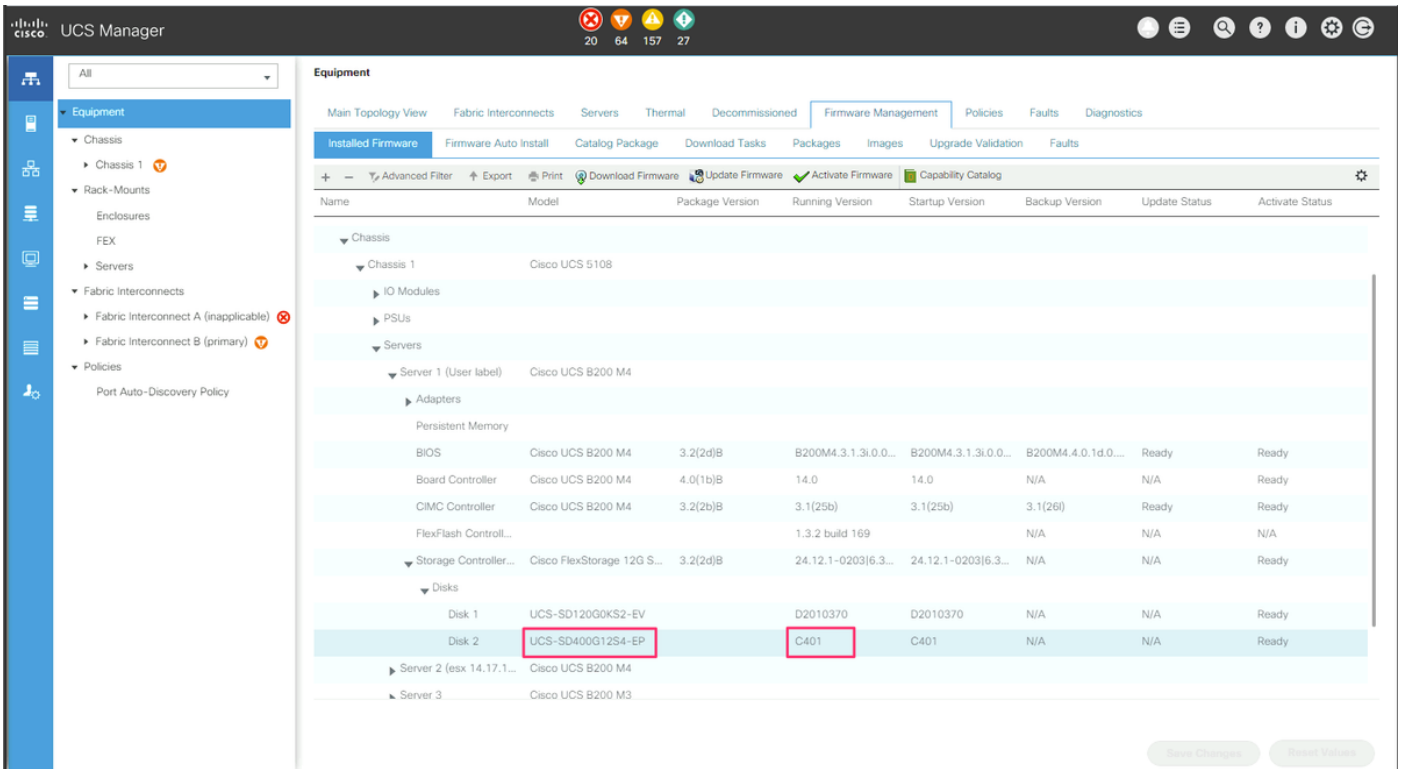 cisco UCS Manager
20 64 157 27
All
Equipment
Chassis
Chassis 1
Rack-Mounts
Enclosures
FEX
Servers
Fabric Interconnects
Fabric Interconnect A (inapplicable)
Fabric Interconnect B (primary)
Policies
Port Auto-Discovery Policy
Equipment
Main Topology View Fabric Interconnects Servers Thermal Decommissioned Firmware Management Policies Faults Diagnostics
Installed Firmware Firmware Auto Install Catalog Package Download Tasks Packages Images Upgrade Validation Faults
+ − Advanced Filter Export Print Download Firmware Update Firmware Activate Firmware Capability Catalog
Name Model Package Version Running Version Startup Version Backup Version Update Status Activate Status
Chassis
Chassis 1 Cisco UCS 5108
IO Modules
PSUs
Servers
Server 1 (User label) Cisco UCS B200 M4
Adapters
Persistent Memory
BIOS Cisco UCS B200 M4 3.2(2d)B B200M4.3.1.3i.0.0... B200M4.3.1.3i.0.0... B200M4.4.0.1d.0.... Ready Ready
Board Controller Cisco UCS B200 M4 4.0(1b)B 14.0 14.0 N/A N/A Ready
CIMC Controller Cisco UCS B200 M4 3.2(2b)B 3.1(25b) 3.1(25b) 3.1(26l) Ready Ready
FlexFlash Controll... 1.3.2 build 169 N/A N/A N/A
Storage Controller... Cisco FlexStorage 12G S... 3.2(2d)B 24.12.1-0203|6.3... 24.12.1-0203|6.3... N/A N/A Ready
Disks
Disk 1 UCS-SD120G0KS2-EV D2010370 D2010370 N/A N/A Ready
Disk 2 UCS-SD400G12S4-EP C401 C401 N/A N/A Ready
Server 2 (esx 14.17.1... Cisco UCS B200 M4
Server 3 Cisco UCS B200 M3
Save Changes Reset Values